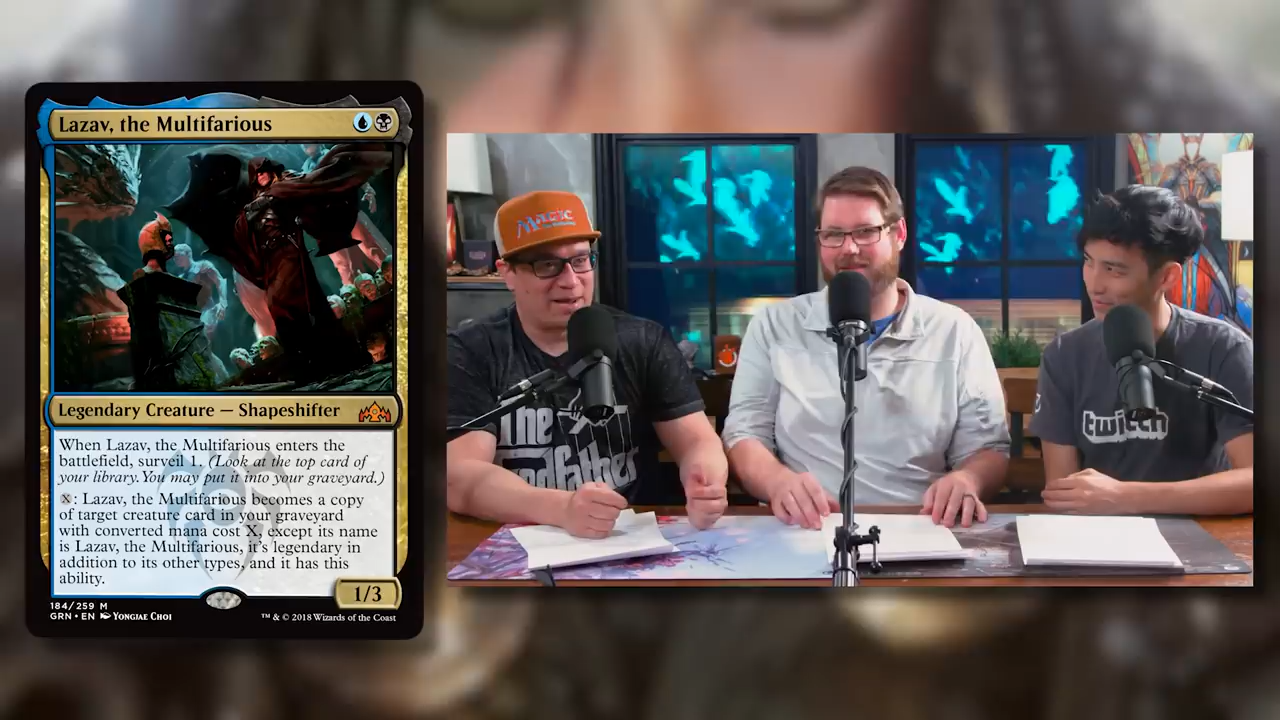 Lazav, the Multifarious
Legendary Creature — Shapeshifter
When Lazav, the Multifarious enters the
battlefield, surveil 1. (Look at the top card of
your library. You may put it into your graveyard.)
X: Lazav, the Multifarious becomes a copy
of target creature card in your graveyard
with converted mana cost X, except its name
is Lazav, the Multifarious, it's legendary in
addition to its other types, and it has this
ability.
1/3
184/259 M
GRN • EN Yongjae Choi
™ & © 2018 Wizards of the Coast
MAGIC
The Godfather
twitch